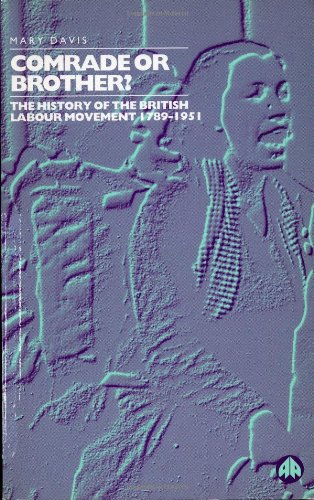 MARY DAVIS
COMRADE OR
BROTHER?
THE HISTORY OF THE BRITISH
LABOUR MOVEMENT 1789–1951